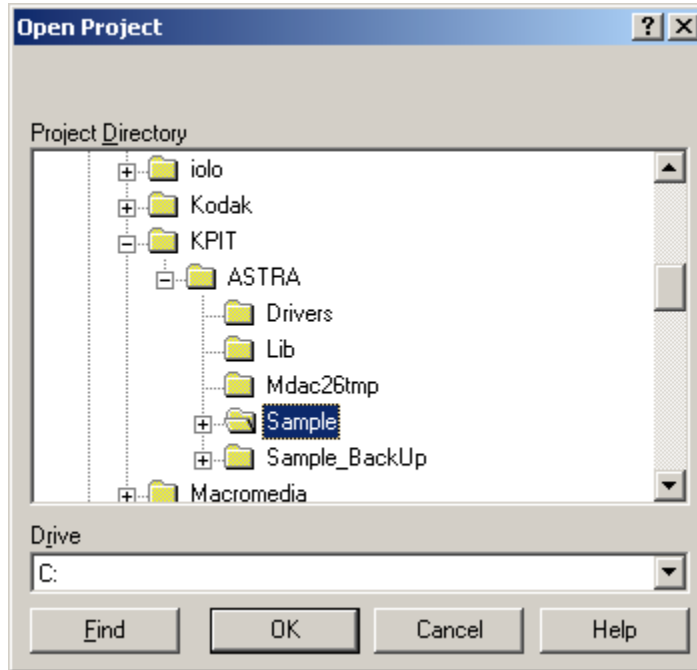 Open Project
Project Directory
iolo
Kodak
KPIT
ASTRA
Drivers
Lib
Mdac26tmp
Sample
Sample_BackUp
Macromedia
Drive
C:
Find OK Cancel Help